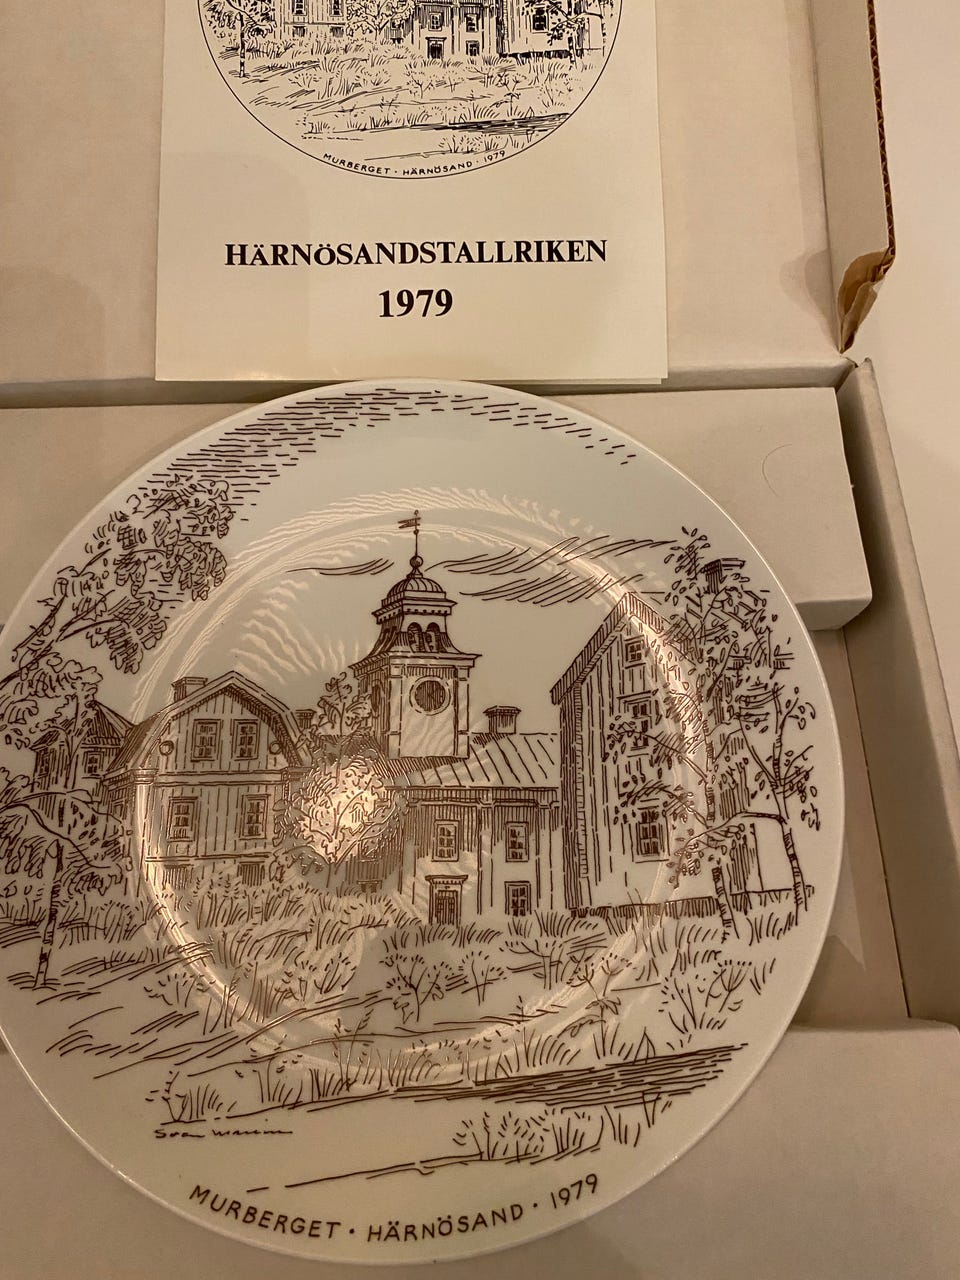 MURBERGET · HÄRNÖSAND · 1979
HÄRNÖSANDSTALLRIKEN
1979
MURBERGET · HÄRNÖSAND · 1979